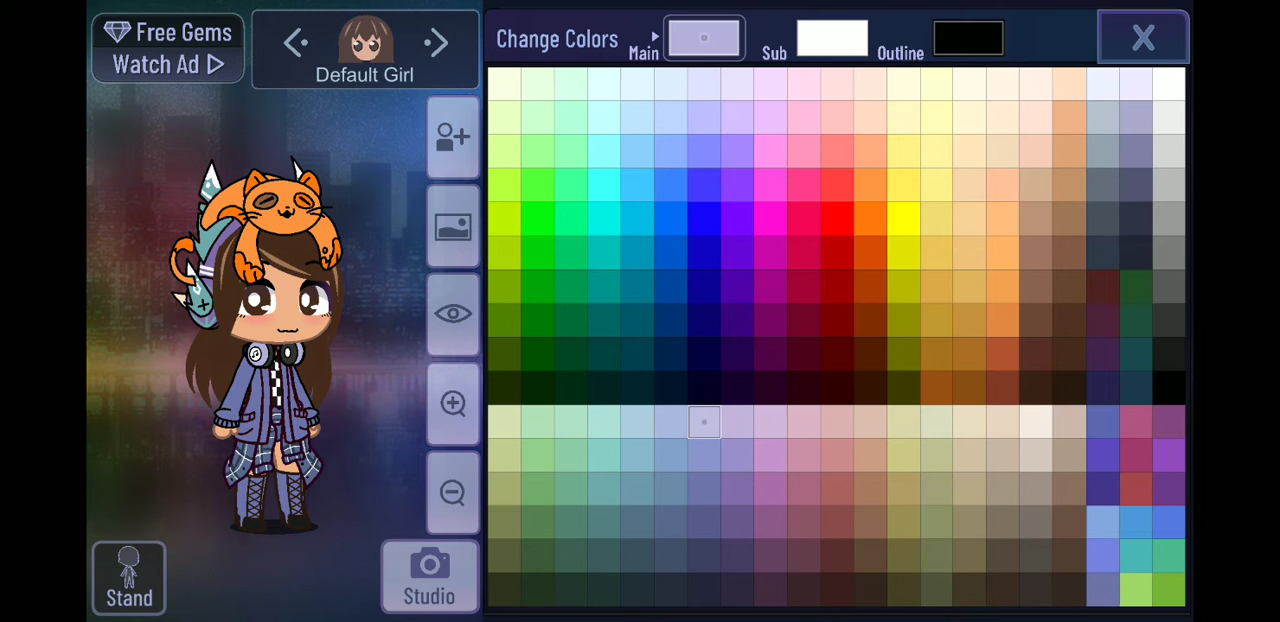 Free Gems
Watch Ad
Default Girl
Change Colors
Main
Sub
Outline
X
Stand
Studio